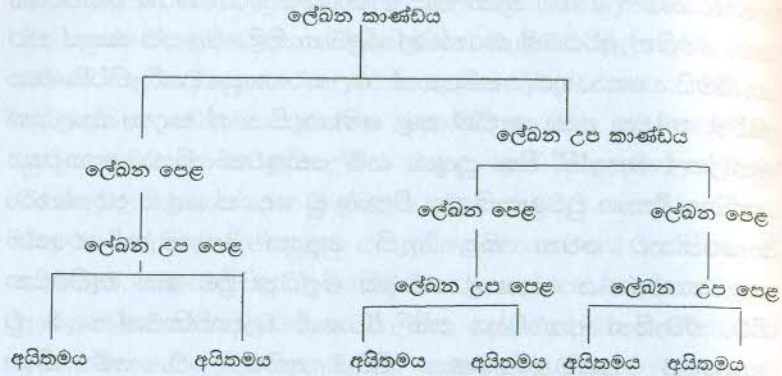 ලේඛන කාණ්ඩය
ලේඛන උප කාණ්ඩය
ලේඛන පෙළ
ලේඛන පෙළ ලේඛන පෙළ
ලේඛන උප පෙළ
ලේඛන උප පෙළ ලේඛන උප පෙළ
අයිතමය අයිතමය අයිතමය අයිතමය අයිතමය අයිතමය